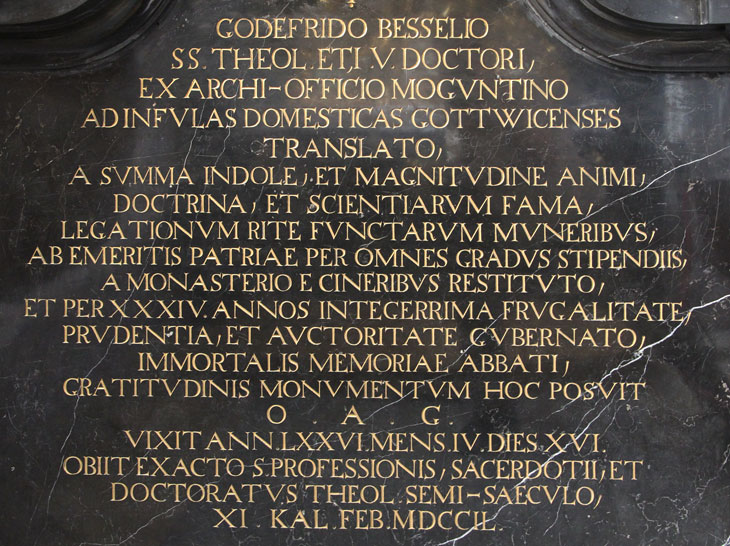 GODEFRIDO BESSELIO
SS. THEOL. ET I V. DOCTORI,
EX ARCHI-OFFICIO MOGVNTINO
AD INFVLAS DOMESTICAS GOTTWICENSES
TRANSLATO,
A SVMMA INDOLE, ET MAGNITVDINE ANIMI,
DOCTRINA, ET SCIENTIARVM FAMA,
LEGATIONVM RITE FVNCTARVM MVNERIBVS,
AB EMERITIS PATRIAE PER OMNES GRADVS STIPENDIIS,
A MONASTERIO E CINERIBVS RESTITVTO,
ET PER XXXIV. ANNOS INTEGERRIMA FRVGALITATE,
PRVDENTIA, ET AVCTORITATE GVBERNATO,
IMMORTALIS MEMORIAE ABBATI,
GRATITVDINIS MONVMENTVM HOC POSVIT
O. A. G.
VIXIT ANN. LXXVI. MENS. IV. DIES XVI.
OBIIT EXACTO S. PROFESSIONIS, SACERDOTII, ET
DOCTORATVS THEOL. SEMI-SAECVLO,
XI. KAL. FEB. MDCCIL.